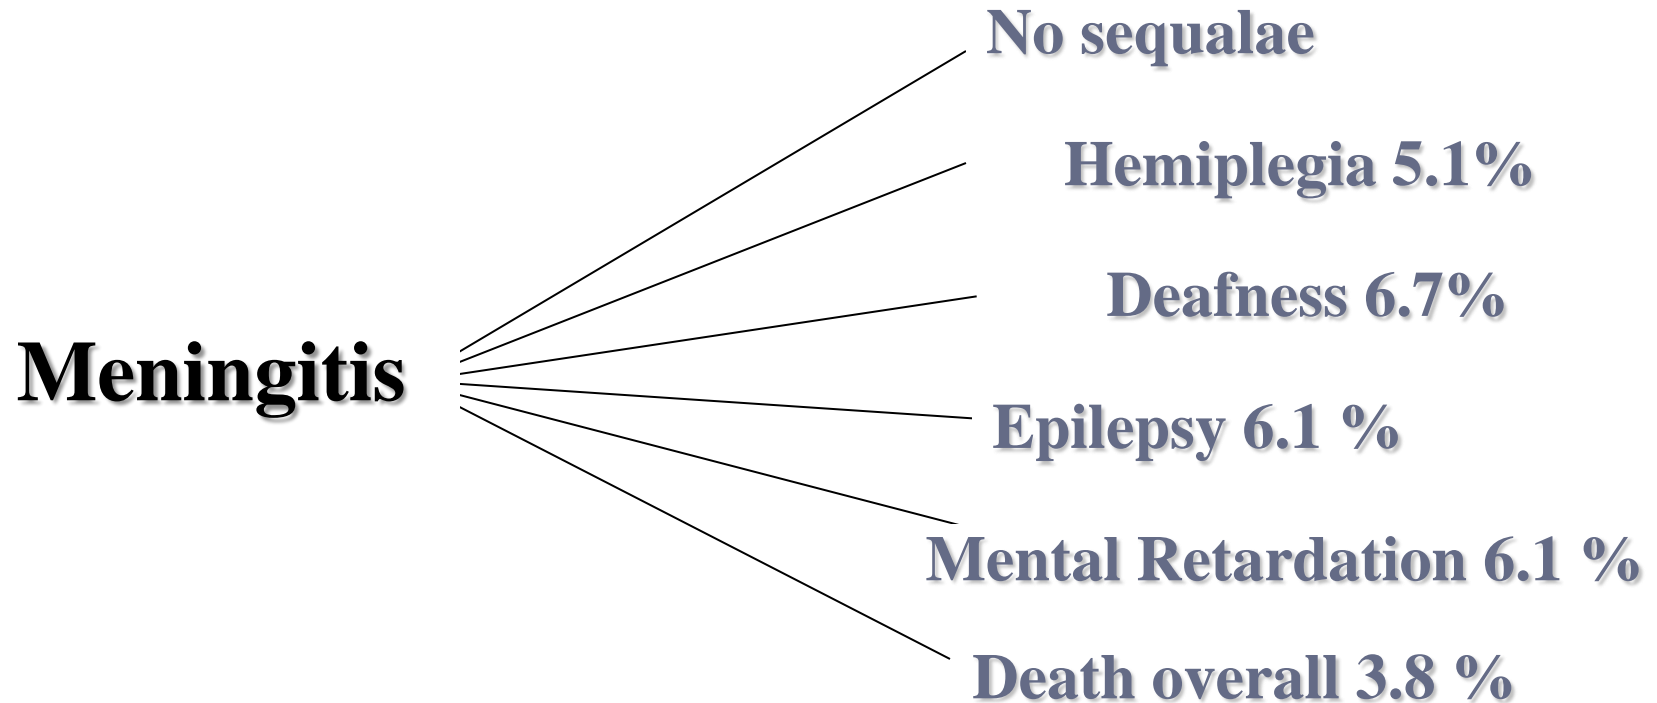 No sequalae
Hemiplegia 5.1%
Deafness 6.7%
Meningitis
Epilepsy 6.1 %
Mental Retardation 6.1 %
Death overall 3.8 %